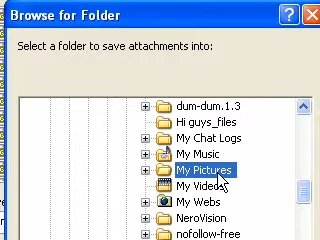 Browse for Folder
Select a folder to save attachments into:
dum-dum.1.3
Hi guys_files
My Chat Logs
My Music
My Pictures
My Videos
My Webs
NeroVision
nofollow-free